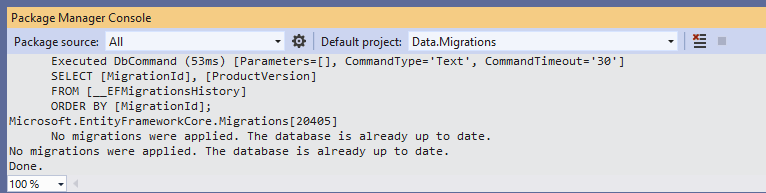 Package Manager Console
Package source: All Default project: Data.Migrations
Executed DbCommand (53ms) [Parameters=[], CommandType='Text', CommandTimeout='30']
SELECT [MigrationId], [ProductVersion]
FROM [__EFMigrationsHistory]
ORDER BY [MigrationId];
Microsoft.EntityFrameworkCore.Migrations[20405]
No migrations were applied. The database is already up to date.
No migrations were applied. The database is already up to date.
Done.
100 %